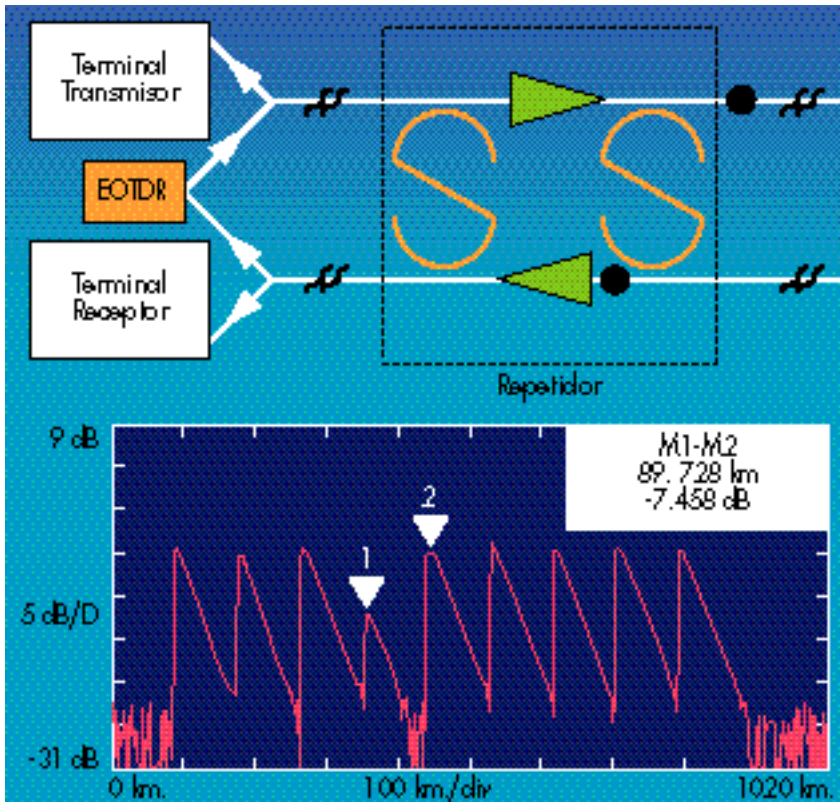 Terminal
Transmisor
EOTDR
Terminal
Receptor
Repetidor
9 dB
M1-M2
89.728 km
-7.458 dB
2
1
5 dB/D
-31 dB
0 km.
100 km/div
1020 km.